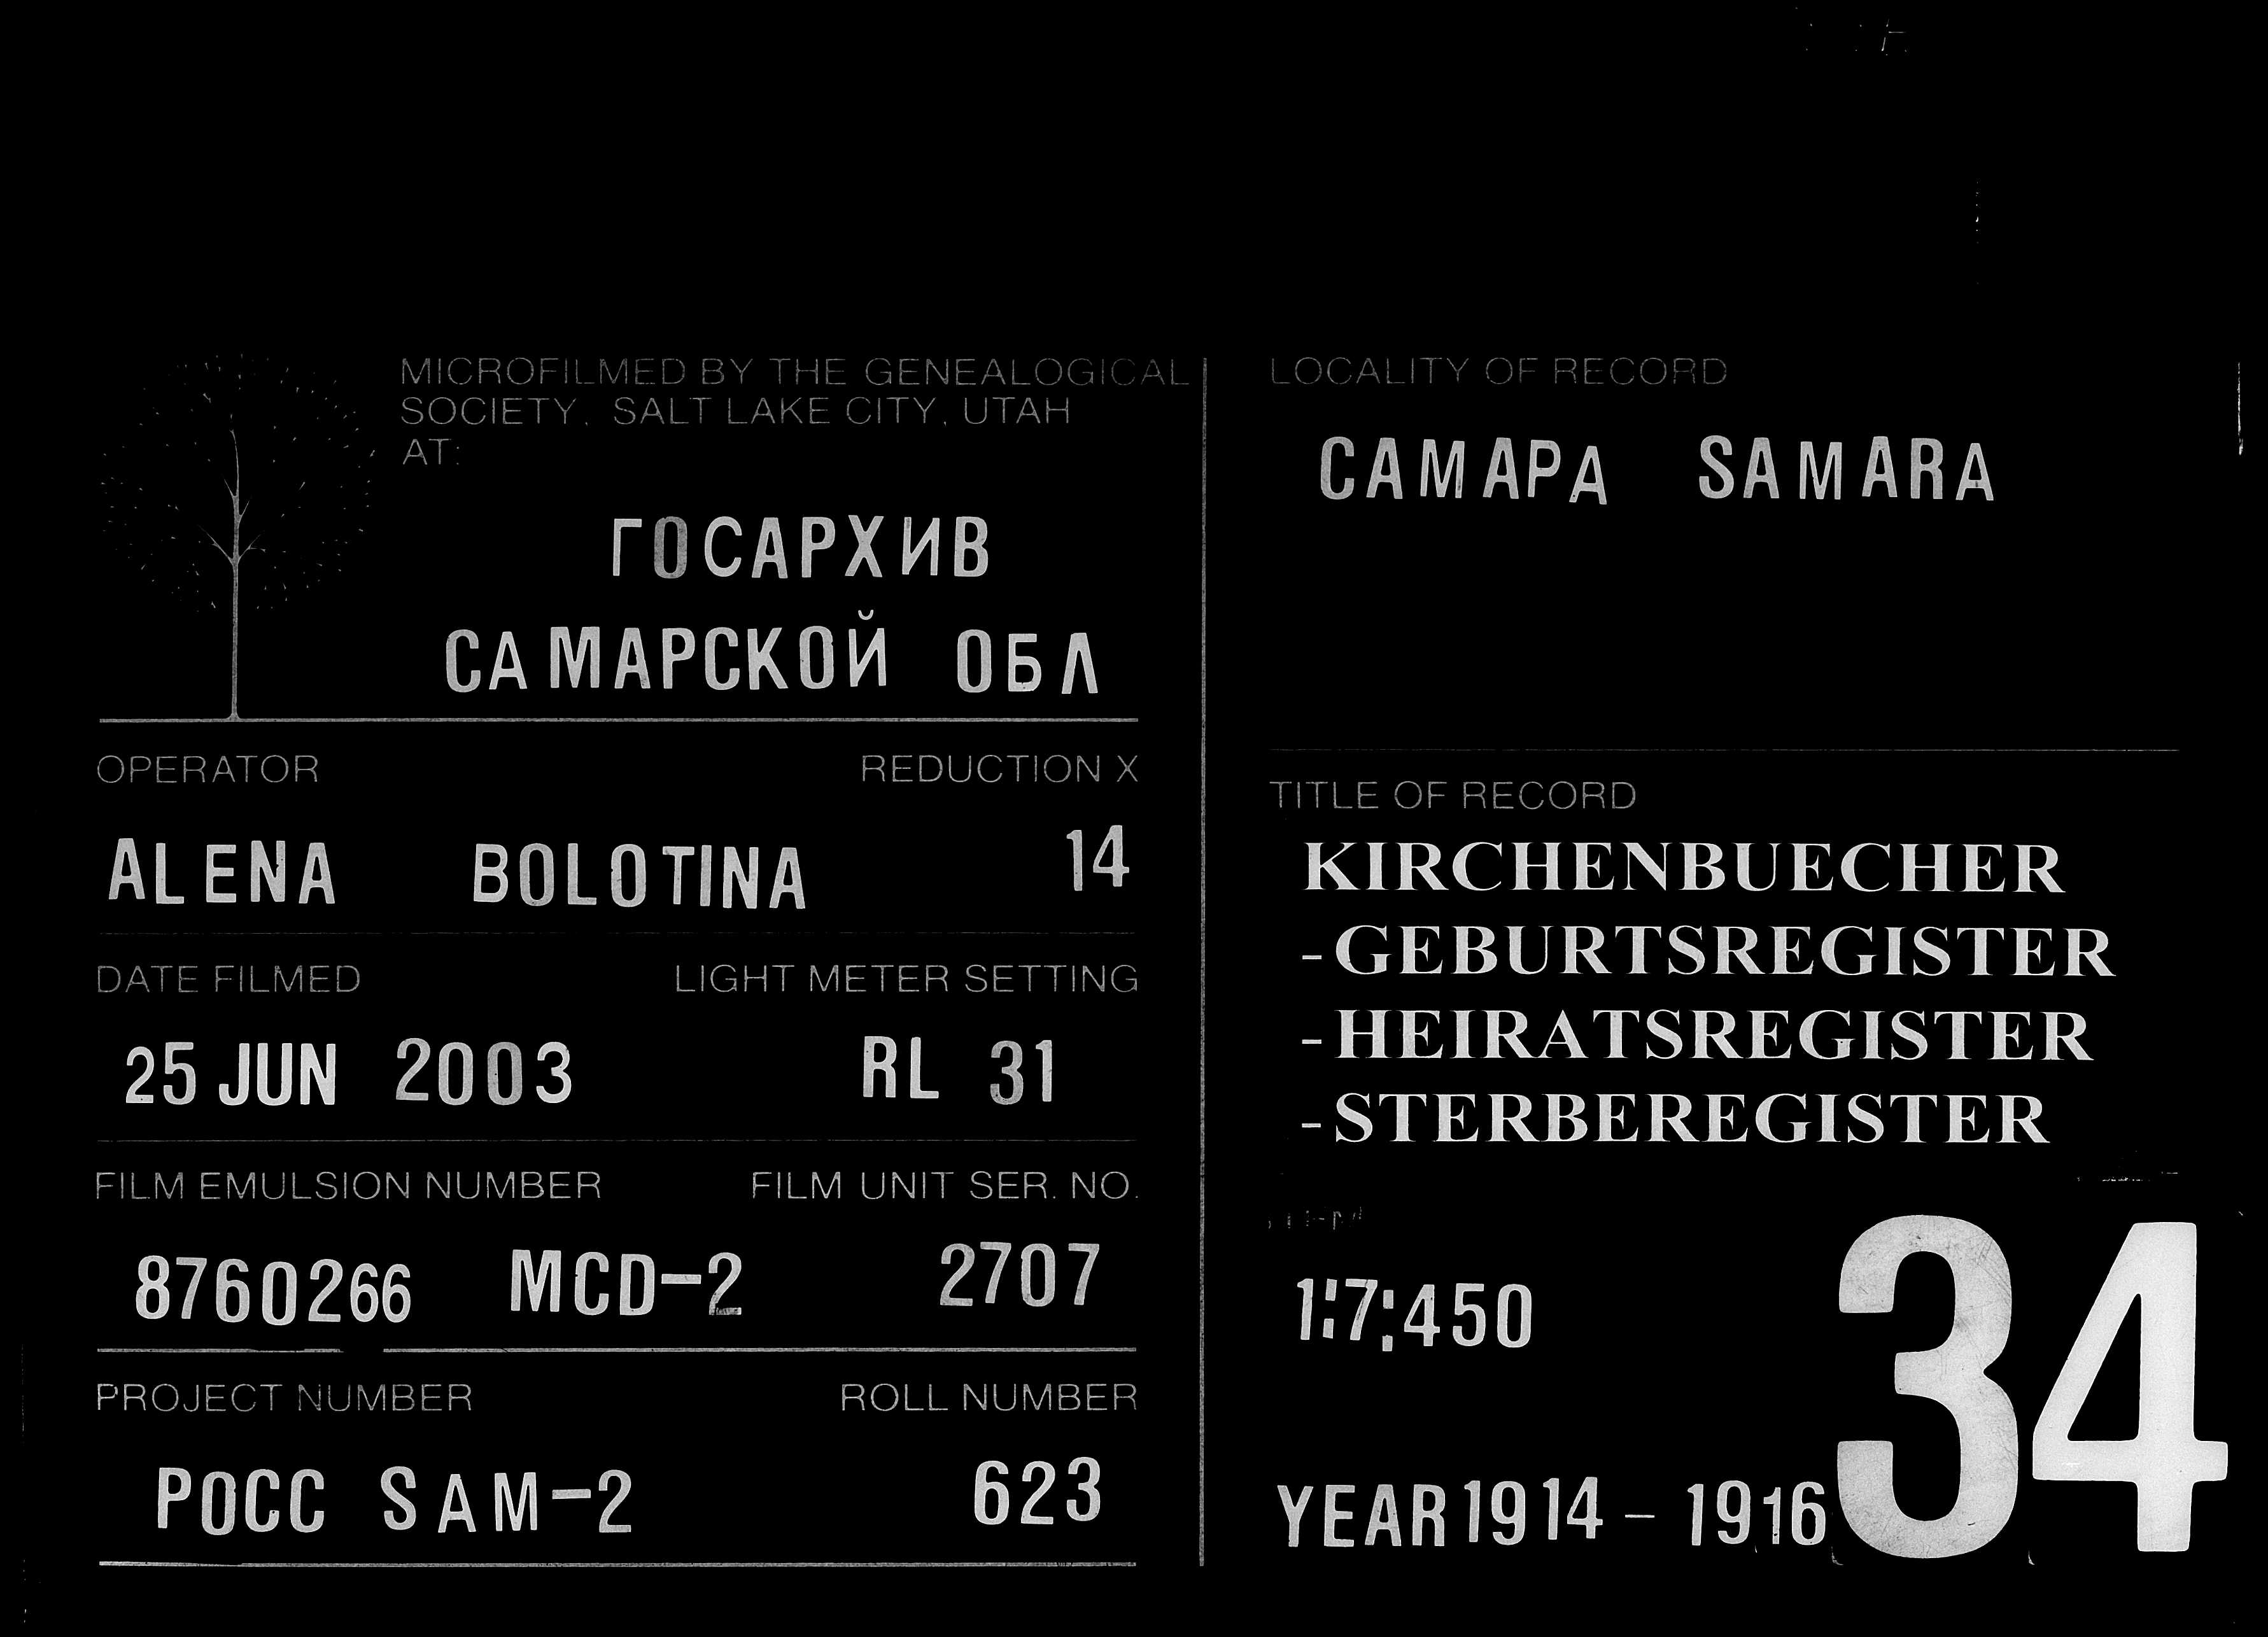 MICROFILMED BY THE GENEALOGICAL
SOCIETY, SALT LAKE CITY, UTAH
AT:
ГОСАРХИВ
САМАРСКОЙ ОБЛ
OPERATOR REDUCTION X
ALENA BOLOTINA 14
DATE FILMED LIGHT METER SETTING
25 JUN 2003 RL 31
FILM EMULSION NUMBER FILM UNIT SER. NO.
8760266 MCD-2 2707
PROJECT NUMBER ROLL NUMBER
РОСС SAM-2 623
LOCALITY OF RECORD
САМАРА SAMARA
TITLE OF RECORD
KIRCHENBUECHER
-GEBURTSREGISTER
-HEIRATSREGISTER
-STERBEREGISTER
1:7:450
34
YEAR 1914 - 1916